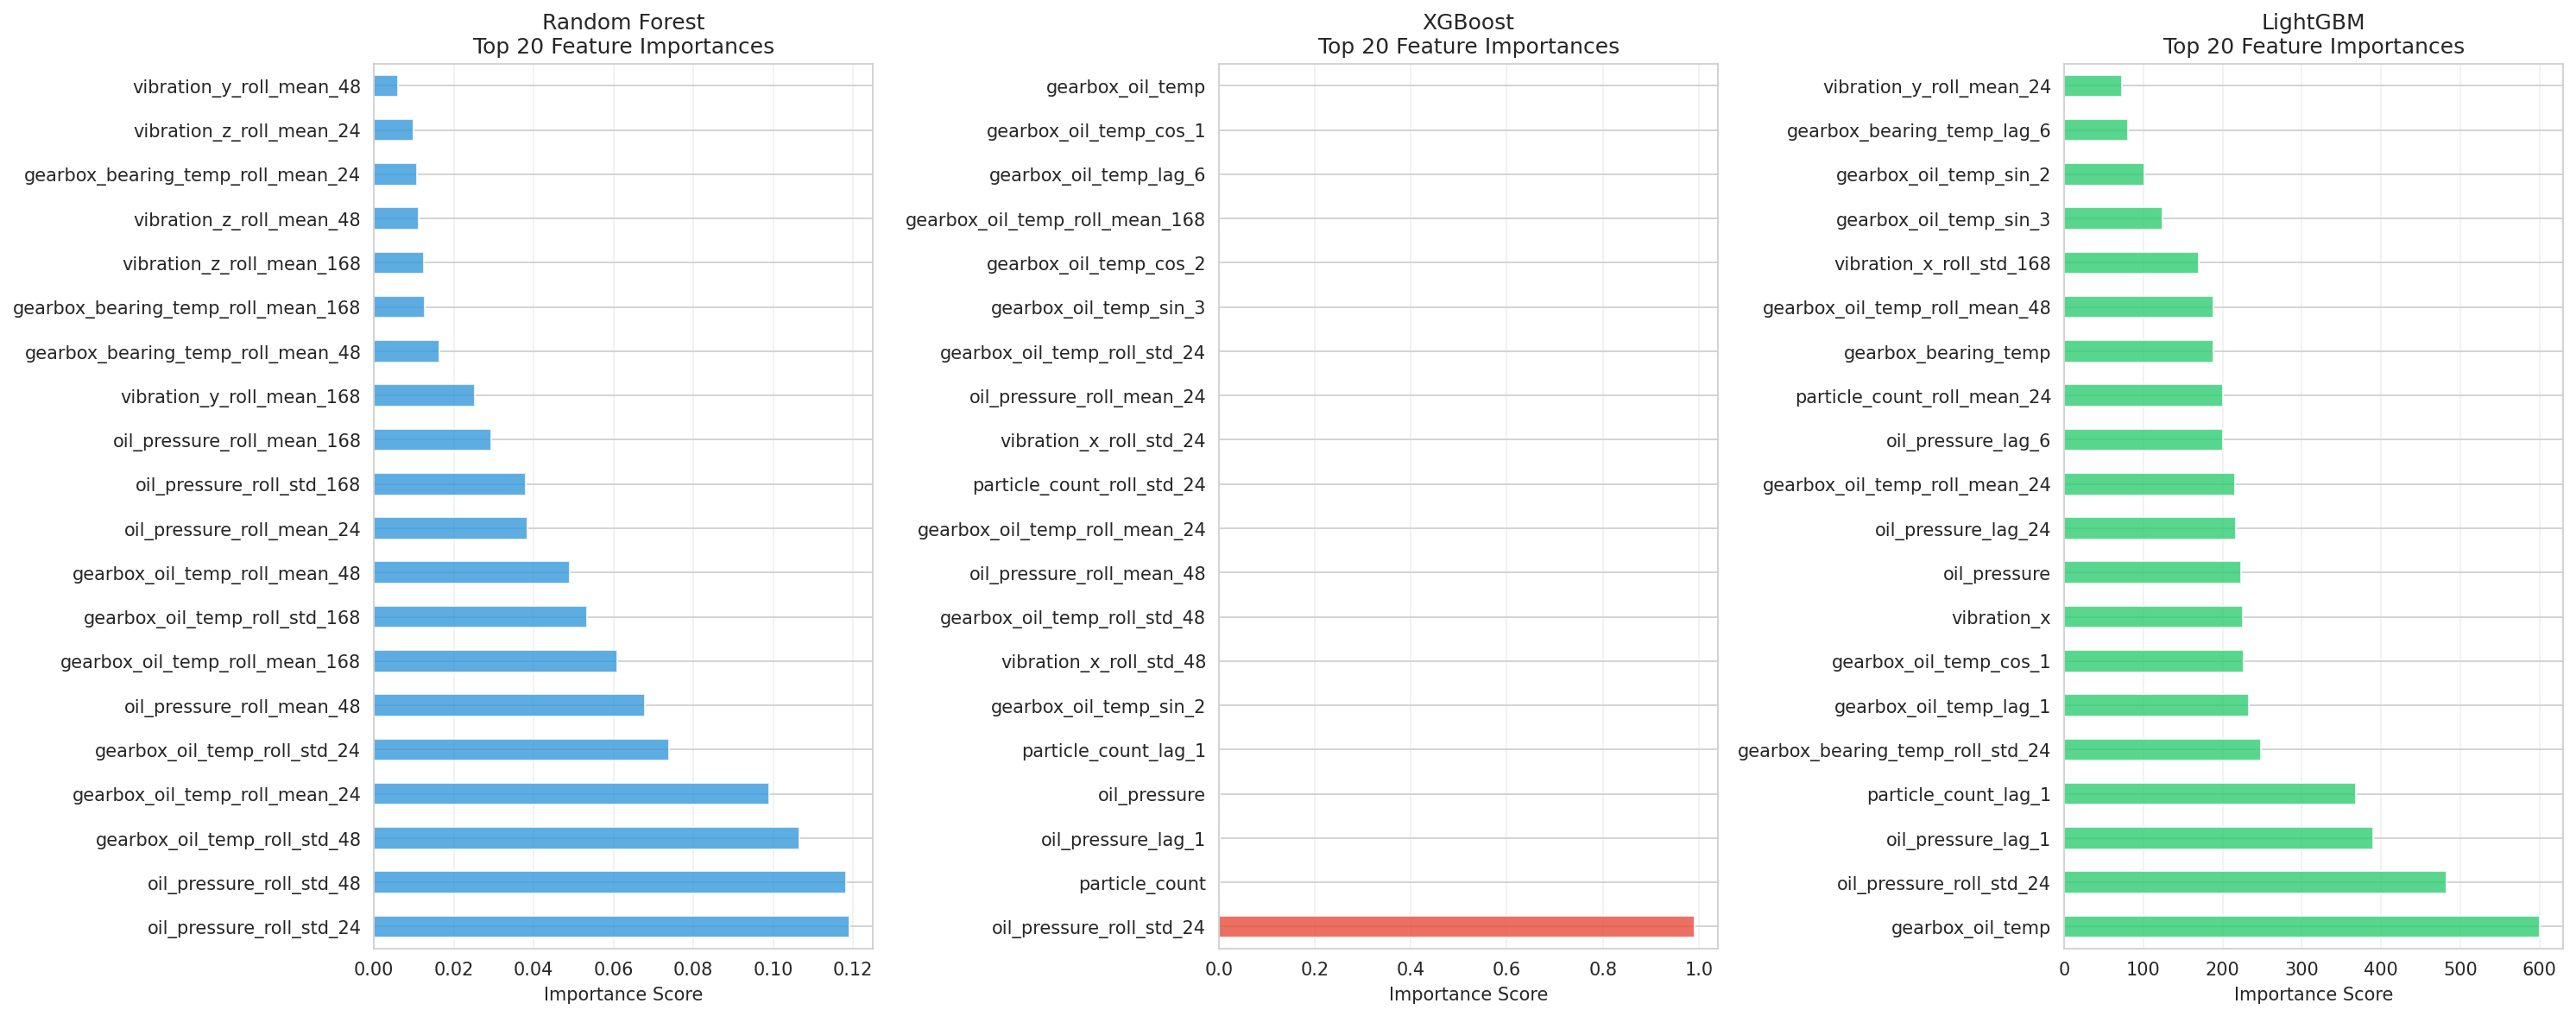 Random Forest
Top 20 Feature Importances
vibration_y_roll_mean_48
vibration_z_roll_mean_24
gearbox_bearing_temp_roll_mean_24
vibration_z_roll_mean_48
vibration_z_roll_mean_168
gearbox_bearing_temp_roll_mean_168
gearbox_bearing_temp_roll_mean_48
vibration_y_roll_mean_168
oil_pressure_roll_mean_168
oil_pressure_roll_std_168
oil_pressure_roll_mean_24
gearbox_oil_temp_roll_mean_48
gearbox_oil_temp_roll_std_168
gearbox_oil_temp_roll_mean_168
oil_pressure_roll_mean_48
gearbox_oil_temp_roll_std_24
gearbox_oil_temp_roll_mean_24
gearbox_oil_temp_roll_std_48
oil_pressure_roll_std_48
oil_pressure_roll_std_24
0.00 0.02 0.04 0.06 0.08 0.10 0.12
Importance Score
XGBoost
Top 20 Feature Importances
gearbox_oil_temp
gearbox_oil_temp_cos_1
gearbox_oil_temp_lag_6
gearbox_oil_temp_roll_mean_168
gearbox_oil_temp_cos_2
gearbox_oil_temp_sin_3
gearbox_oil_temp_roll_std_24
oil_pressure_roll_mean_24
vibration_x_roll_std_24
particle_count_roll_std_24
gearbox_oil_temp_roll_mean_24
oil_pressure_roll_mean_48
gearbox_oil_temp_roll_std_48
vibration_x_roll_std_48
gearbox_oil_temp_sin_2
particle_count_lag_1
oil_pressure
oil_pressure_lag_1
particle_count
oil_pressure_roll_std_24
0.0 0.2 0.4 0.6 0.8 1.0
Importance Score
LightGBM
Top 20 Feature Importances
vibration_y_roll_mean_24
gearbox_bearing_temp_lag_6
gearbox_oil_temp_sin_2
gearbox_oil_temp_sin_3
vibration_x_roll_std_168
gearbox_oil_temp_roll_mean_48
gearbox_bearing_temp
particle_count_roll_mean_24
oil_pressure_lag_6
gearbox_oil_temp_roll_mean_24
oil_pressure_lag_24
oil_pressure
vibration_x
gearbox_oil_temp_cos_1
gearbox_oil_temp_lag_1
gearbox_bearing_temp_roll_std_24
particle_count_lag_1
oil_pressure_lag_1
oil_pressure_roll_std_24
gearbox_oil_temp
0 100 200 300 400 500 600
Importance Score